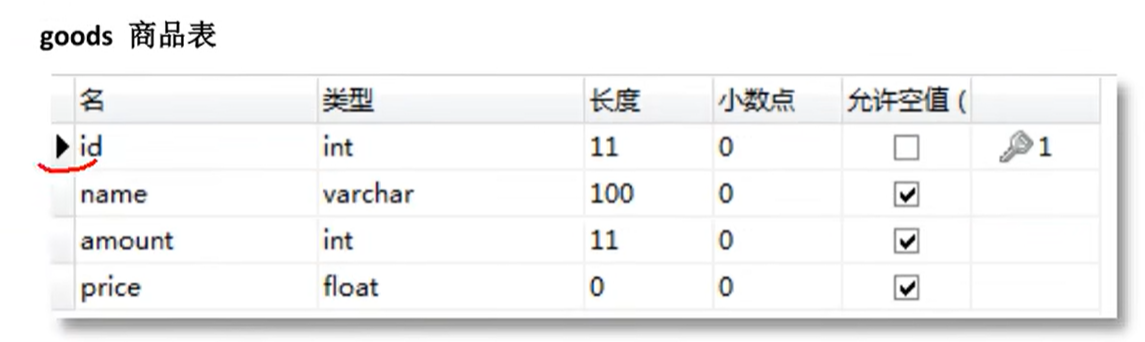 goods 商品表
名 类型 长度 小数点 允许空值 (
id int 11 0 1
name varchar 100 0
amount int 11 0
price float 0 0